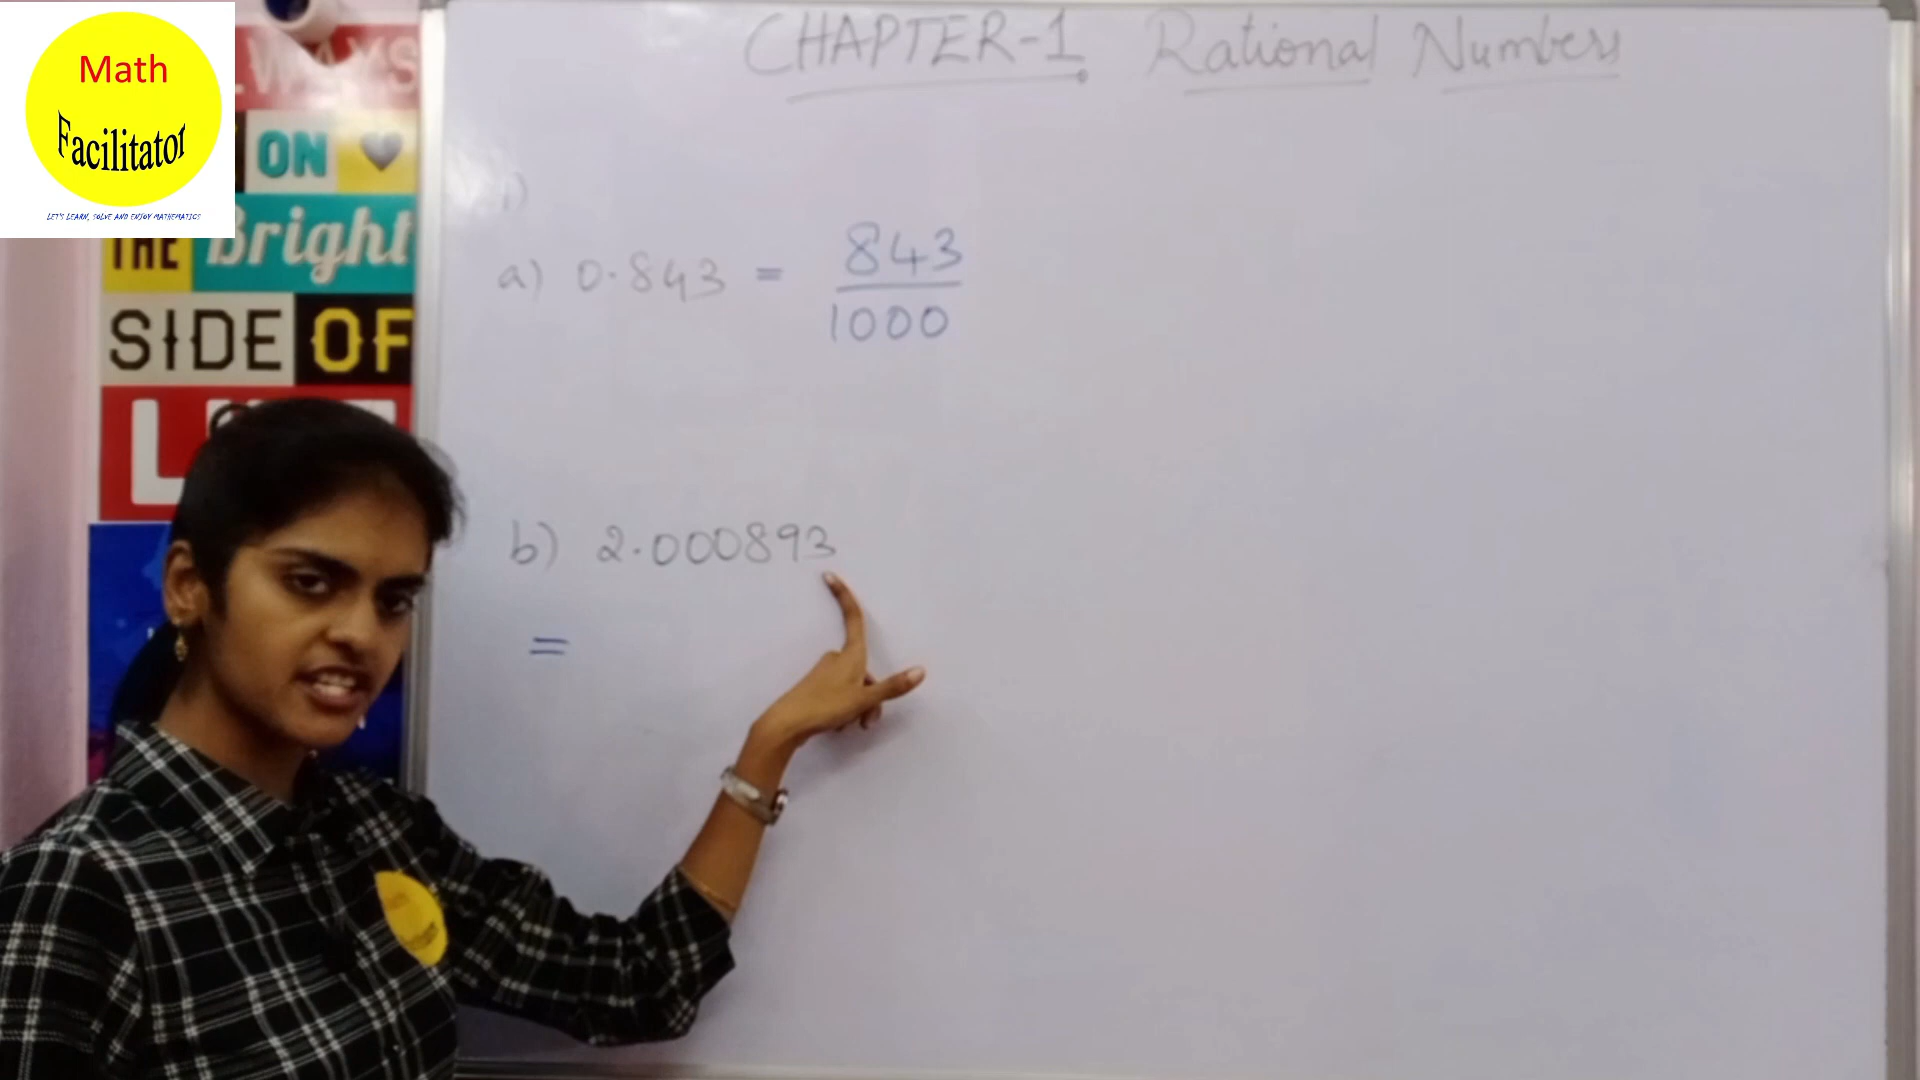 Math
Facilitator
LET'S LEARN, SOLVE AND ENJOY MATHEMATICS
ON
THE Bright
SIDE OF
CHAPTER-1 Rational Numbers
1)
a) 0.843 = 843
1000
b) 2.000893
=